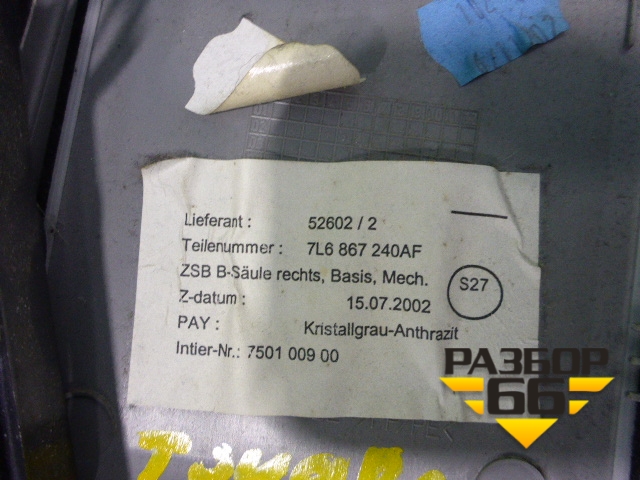 Lieferant : 52602 / 2
Teilenummer : 7L6 867 240AF
ZSB B-Säule rechts, Basis, Mech.
S27
Z-datum : 15.07.2002
PAY : Kristallgrau-Anthrazit
Intier-Nr.: 7501 009 00
РАЗБОР
66